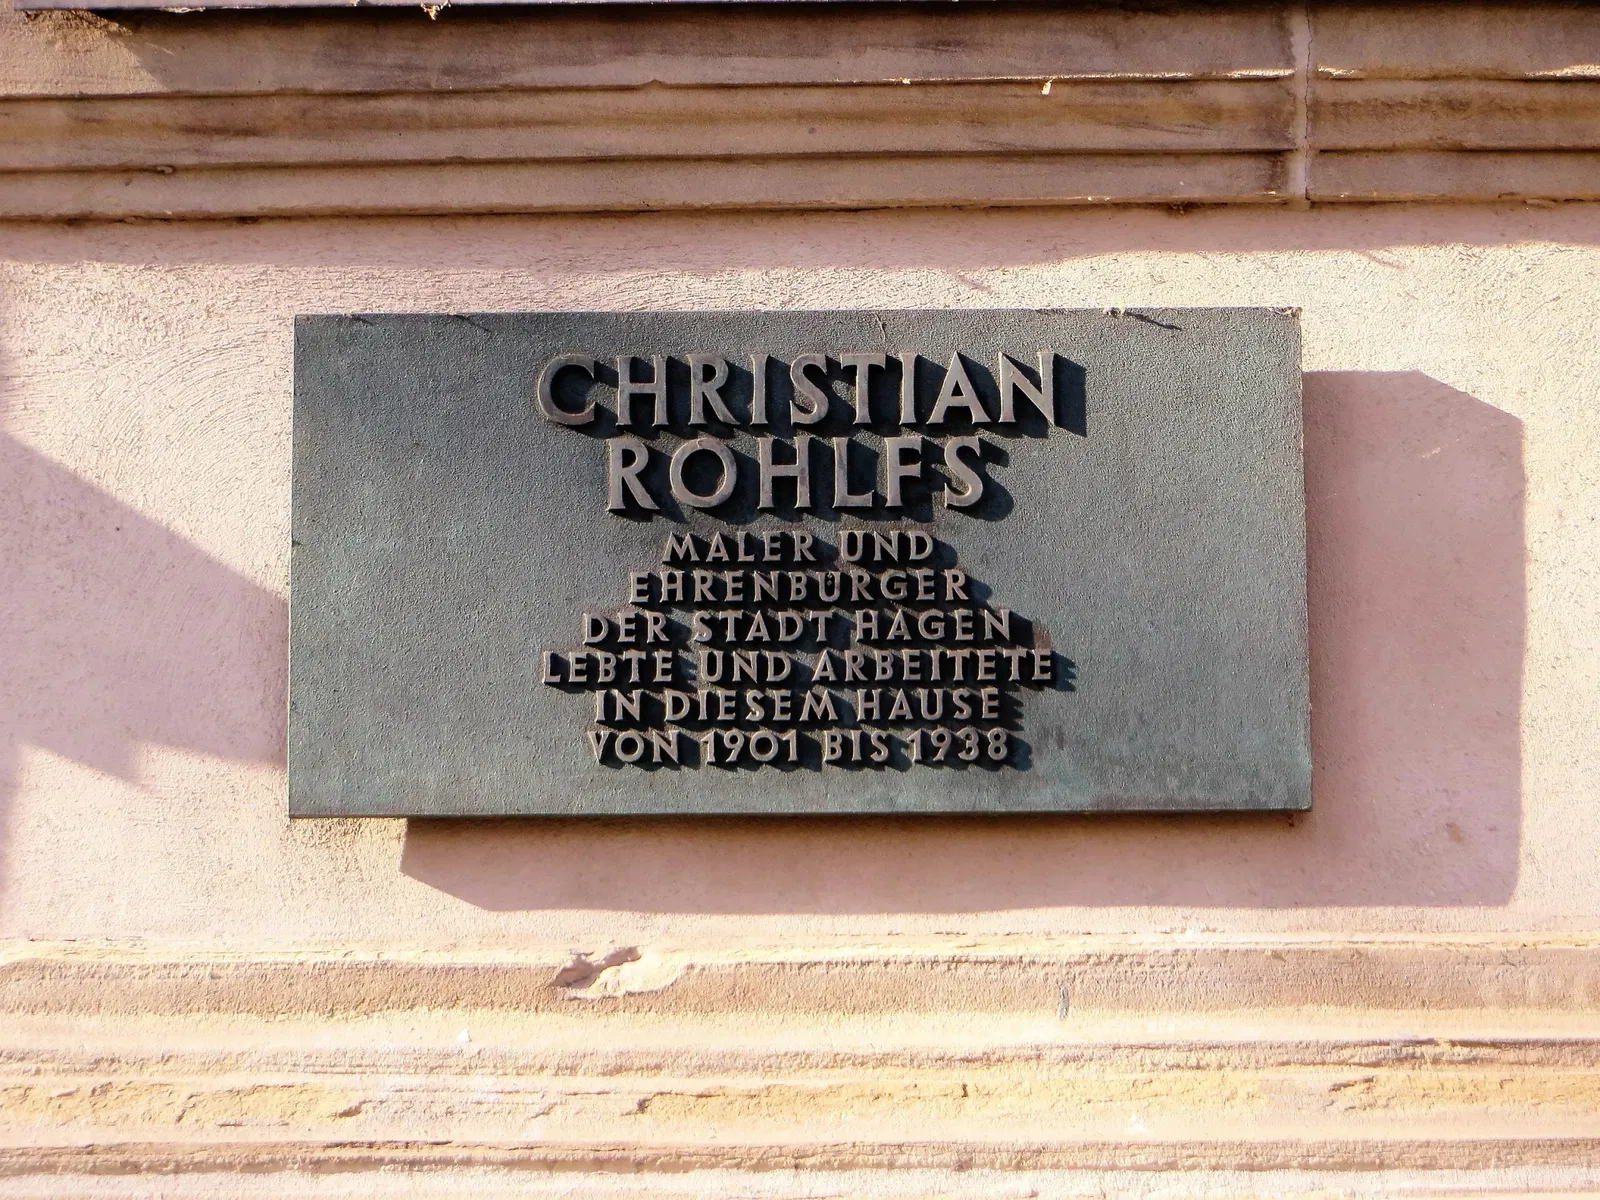 CHRISTIAN
ROHLFS
MALER UND
EHRENBÜRGER
DER STADT HAGEN
LEBTE UND ARBEITETE
IN DIESEM HAUSE
VON 1901 BIS 1938